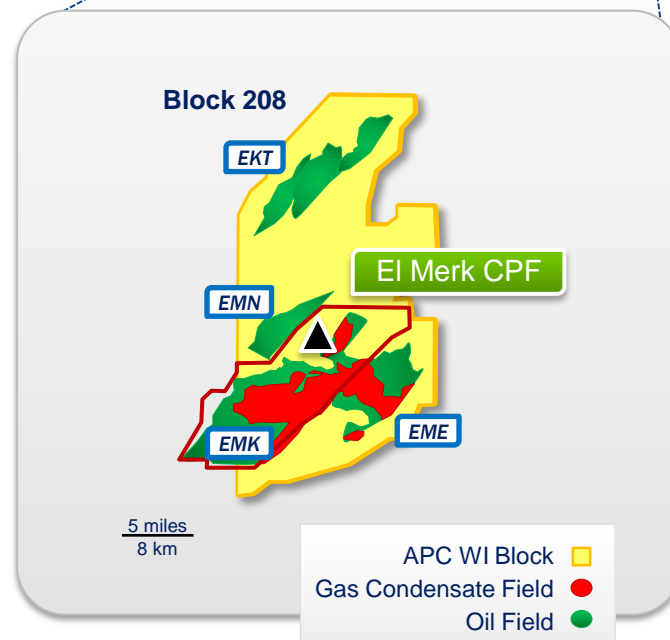 Block 208
EKT
El Merk CPF
EMN
EMK
EME
5 miles
8 km
APC WI Block
Gas Condensate Field
Oil Field